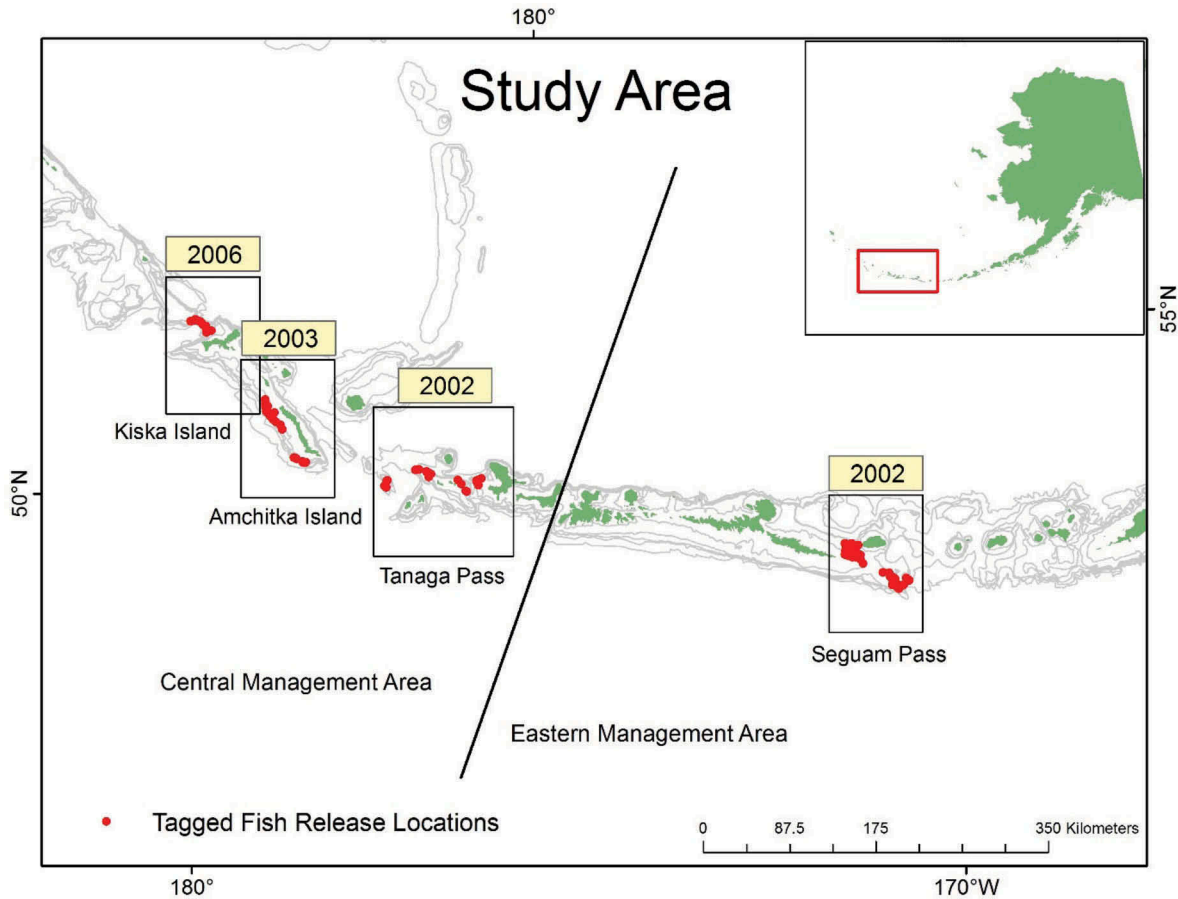 180°
Study Area
2006
55°N
2003
2002
Kiska Island
2002
50°N
Amchitka Island
Tanaga Pass
Seguam Pass
Central Management Area
Eastern Management Area
Tagged Fish Release Locations
0 87.5 175 350 Kilometers
180° 170°W